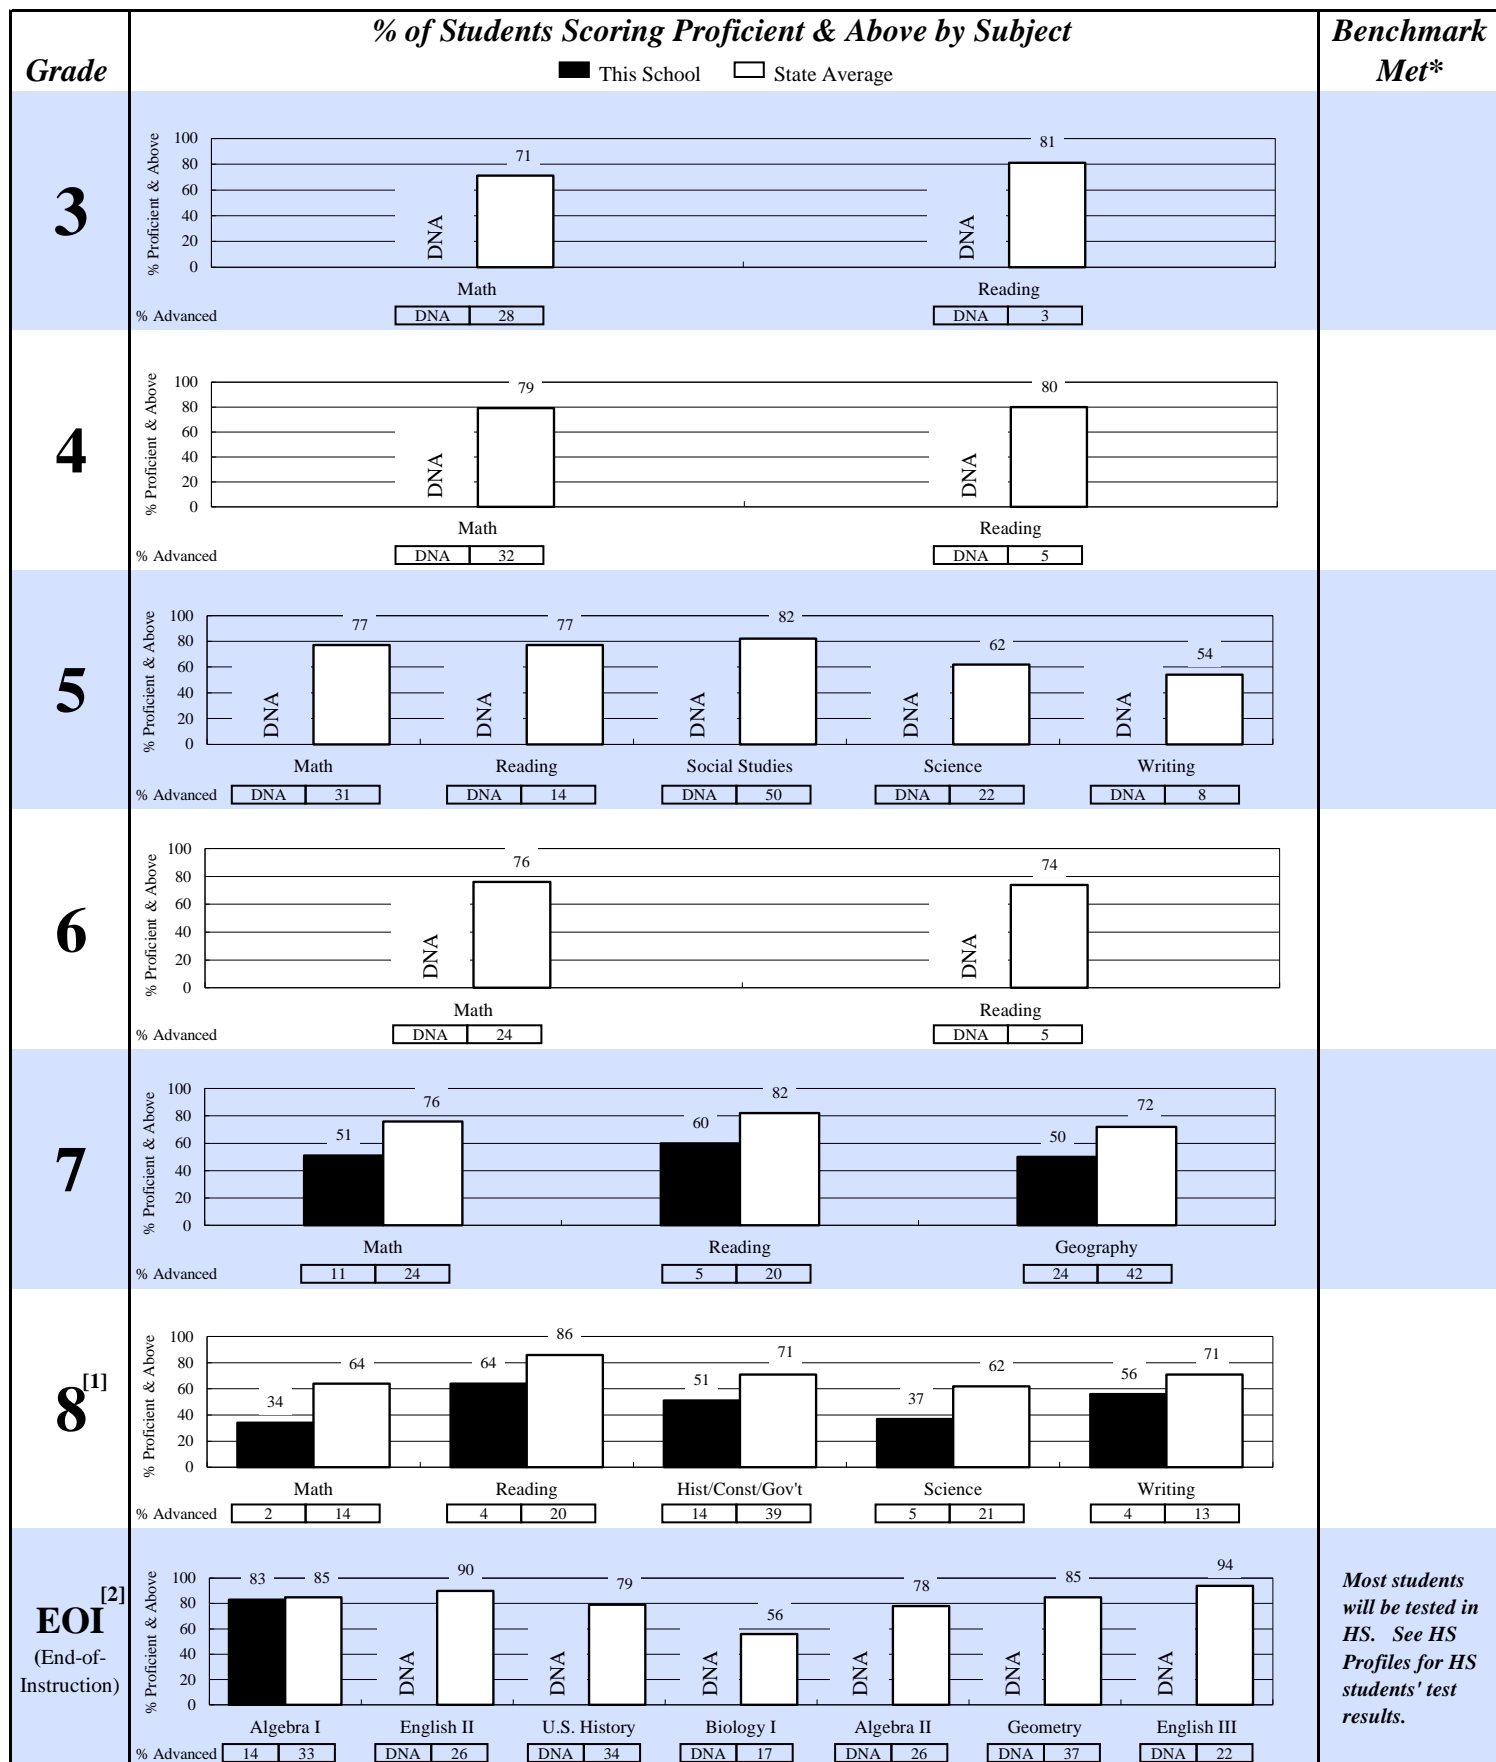 % of Students Scoring Proficient & Above by Subject
Benchmark
Met*
Grade
This School State Average
3
% Proficient & Above
100
80
60
40
20
0
DNA 71 DNA 81
Math Reading
% Advanced DNA 28 DNA 3
4
% Proficient & Above
100
80
60
40
20
0
DNA 79 DNA 80
Math Reading
% Advanced DNA 32 DNA 5
5
% Proficient & Above
100
80
60
40
20
0
DNA 77 DNA 77 DNA 82 DNA 62 DNA 54
Math Reading Social Studies Science Writing
% Advanced DNA 31 DNA 14 DNA 50 DNA 22 DNA 8
6
% Proficient & Above
100
80
60
40
20
0
DNA 76 DNA 74
Math Reading
% Advanced DNA 24 DNA 5
7
% Proficient & Above
100
80
60
40
20
0
51 76 60 82 50 72
Math Reading Geography
% Advanced 11 24 5 20 24 42
8[1]
% Proficient & Above
100
80
60
40
20
0
34 64 64 86 51 71 37 62 56 71
Math Reading Hist/Const/Gov't Science Writing
% Advanced 2 14 4 20 14 39 5 21 4 13
EOI[2]
(End-of-
Instruction)
% Proficient & Above
100
80
60
40
20
0
83 85 DNA 90 DNA 79 DNA 56 DNA 78 DNA 85 DNA 94
Algebra I English II U.S. History Biology I Algebra II Geometry English III
% Advanced 14 33 DNA 26 DNA 34 DNA 17 DNA 26 DNA 37 DNA 22
Most students
will be tested in
HS. See HS
Profiles for HS
students' test
results.